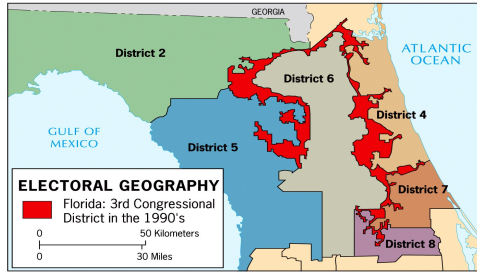 GEORGIA
District 2
ATLANTIC
OCEAN
District 6
District 4
GULF OF
MEXICO
District 5
ELECTORAL GEOGRAPHY
Florida: 3rd Congressional
District in the 1990's
0 50 Kilometers
0 30 Miles
District 7
District 8